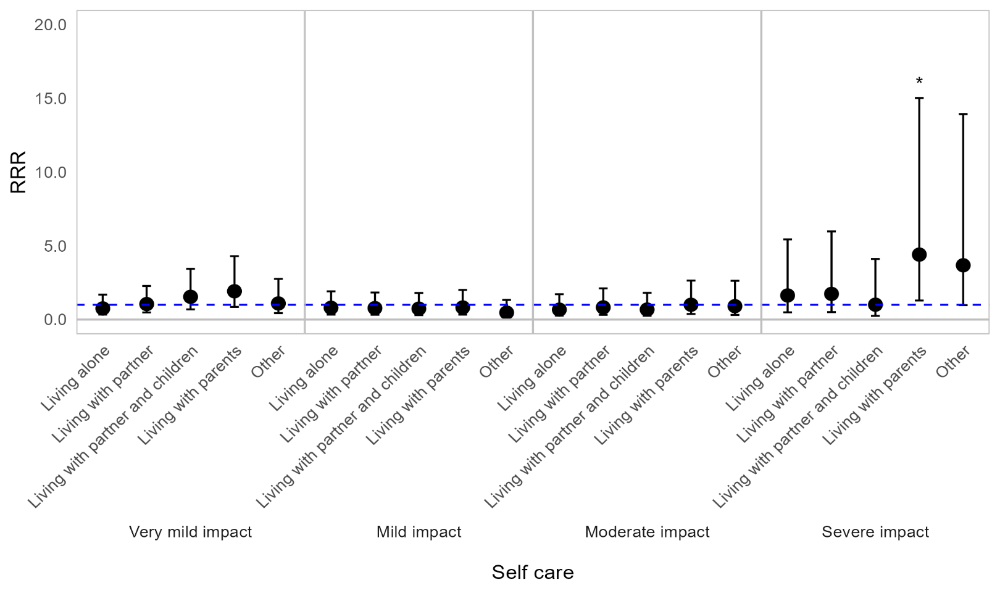 20.0
15.0
10.0
5.0
0.0
RRR
*
Living alone
Living with partner
Living with partner and children
Living with parents
Other
Living alone
Living with partner
Living with partner and children
Living with parents
Other
Living alone
Living with partner
Living with partner and children
Living with parents
Other
Living alone
Living with partner
Living with partner and children
Living with parents
Other
Very mild impact
Mild impact
Moderate impact
Severe impact
Self care